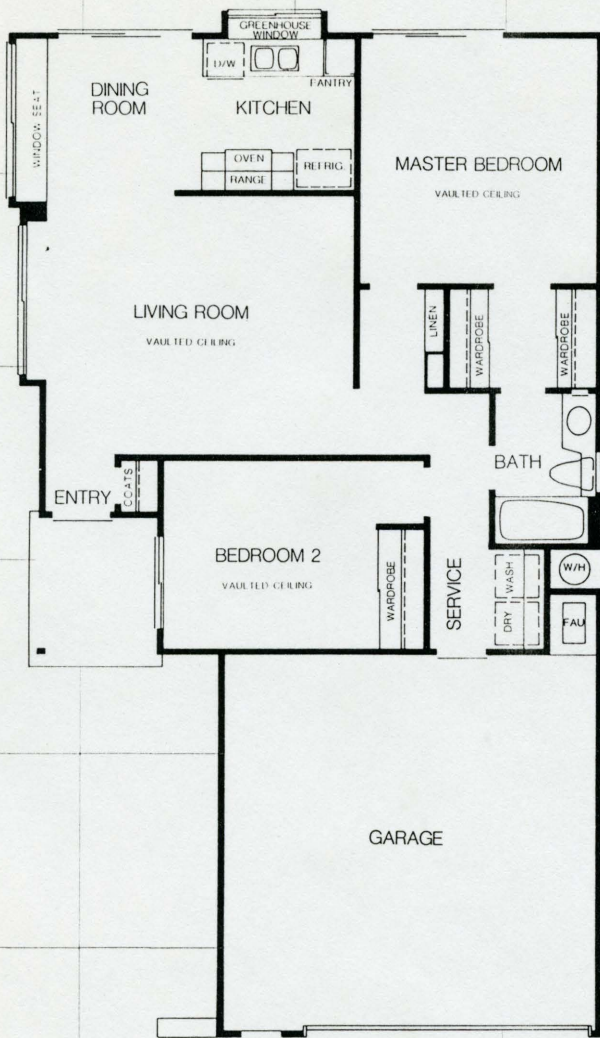 GREENHOUSE
WINDOW
D/W
PANTRY
DINING
ROOM
KITCHEN
WINDOW SEAT
OVEN
RANGE
REFRIG.
MASTER BEDROOM
VAULTED CEILING
LIVING ROOM
VAULTED CEILING
LINEN
WARDROBE
WARDROBE
BATH
ENTRY
COATS
BEDROOM 2
VAULTED CEILING
WARDROBE
SERVICE
WASH
DRY
W/H
FAU
GARAGE